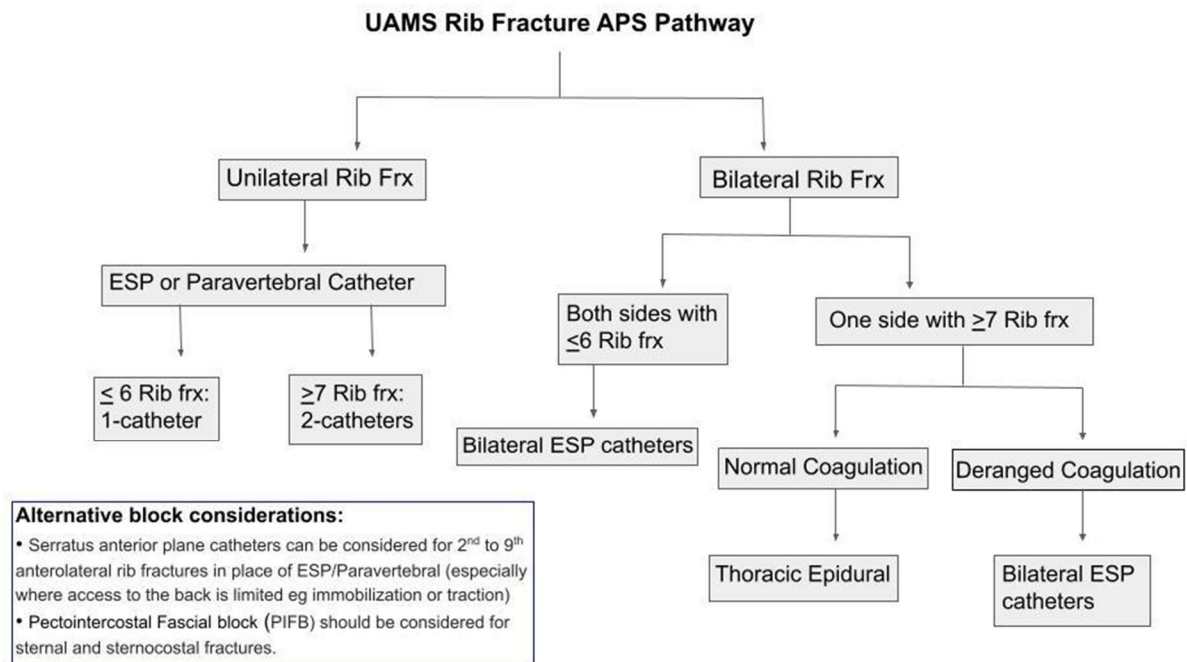 UAMS Rib Fracture APS Pathway
Unilateral Rib Frx
Bilateral Rib Frx
ESP or Paravertebral Catheter
Both sides with
≤6 Rib frx
One side with ≥7 Rib frx
≤ 6 Rib frx:
1-catheter
≥7 Rib frx:
2-catheters
Bilateral ESP catheters
Normal Coagulation
Deranged Coagulation
Thoracic Epidural
Bilateral ESP
catheters
Alternative block considerations:
• Serratus anterior plane catheters can be considered for 2nd to 9th
anterolateral rib fractures in place of ESP/Paravertebral (especially
where access to the back is limited eg immobilization or traction)
• Pectointercostal Fascial block (PIFB) should be considered for
sternal and sternocostal fractures.